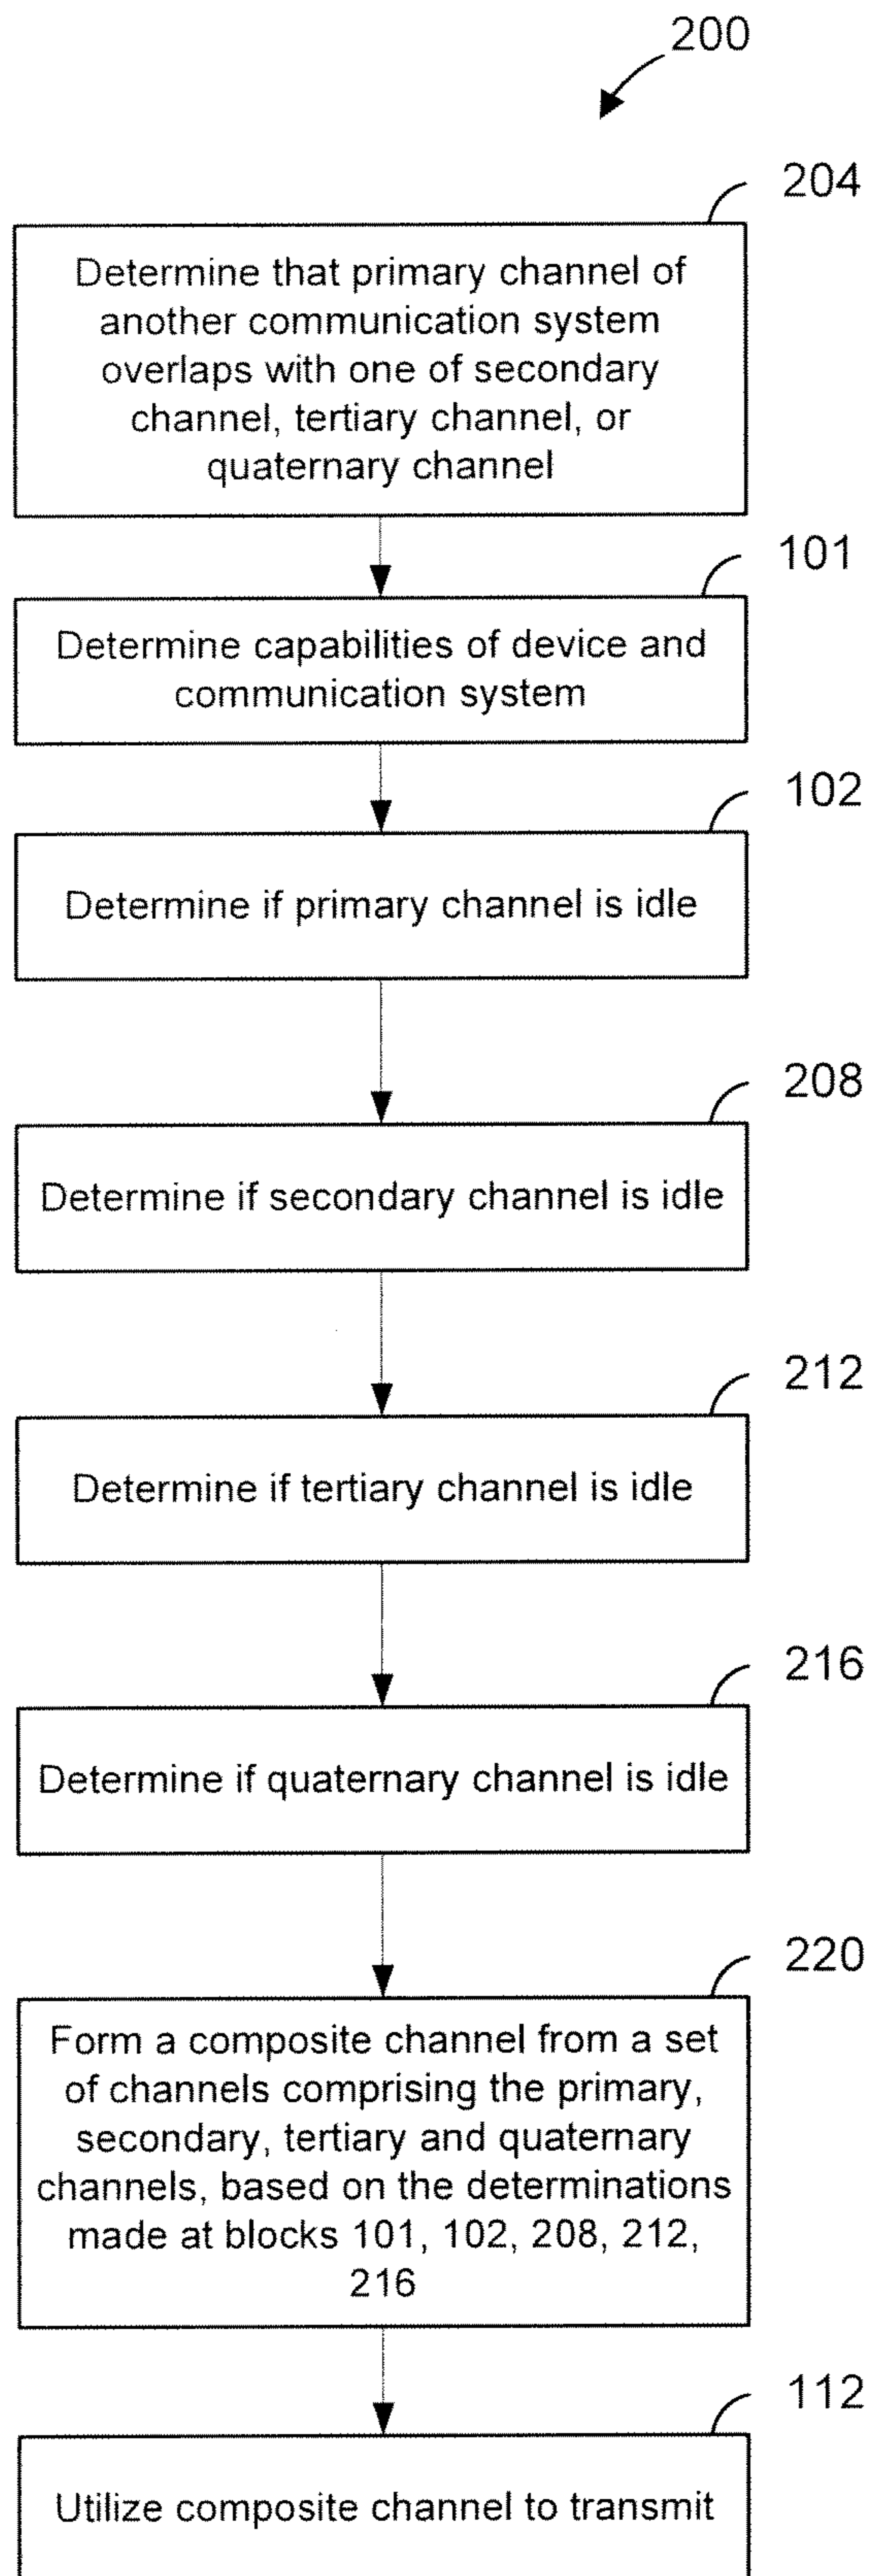 200
204
Determine that primary channel of
another communication system
overlaps with one of secondary
channel, tertiary channel, or
quaternary channel
101
Determine capabilities of device and
communication system
102
Determine if primary channel is idle
208
Determine if secondary channel is idle
212
Determine if tertiary channel is idle
216
Determine if quaternary channel is idle
220
Form a composite channel from a set
of channels comprising the primary,
secondary, tertiary and quaternary
channels, based on the determinations
made at blocks 101, 102, 208, 212,
216
112
Utilize composite channel to transmit